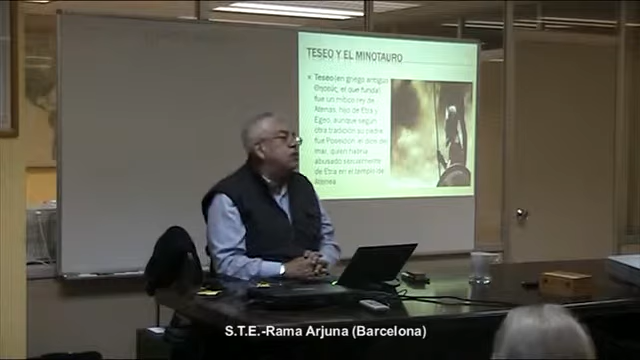 TESEO Y EL MINOTAURO
Teseo (en griego antiguo
Θησεύς, el que funda)
fue un mítico rey de
Atenas, hijo de Etra y
Egeo, aunque según
otra tradición su padre
fue Poseidón, el dios del
mar, quien habría
abusado sexualmente
de Etra en el templo de
Atenea.
S.T.E.-Rama Arjuna (Barcelona)